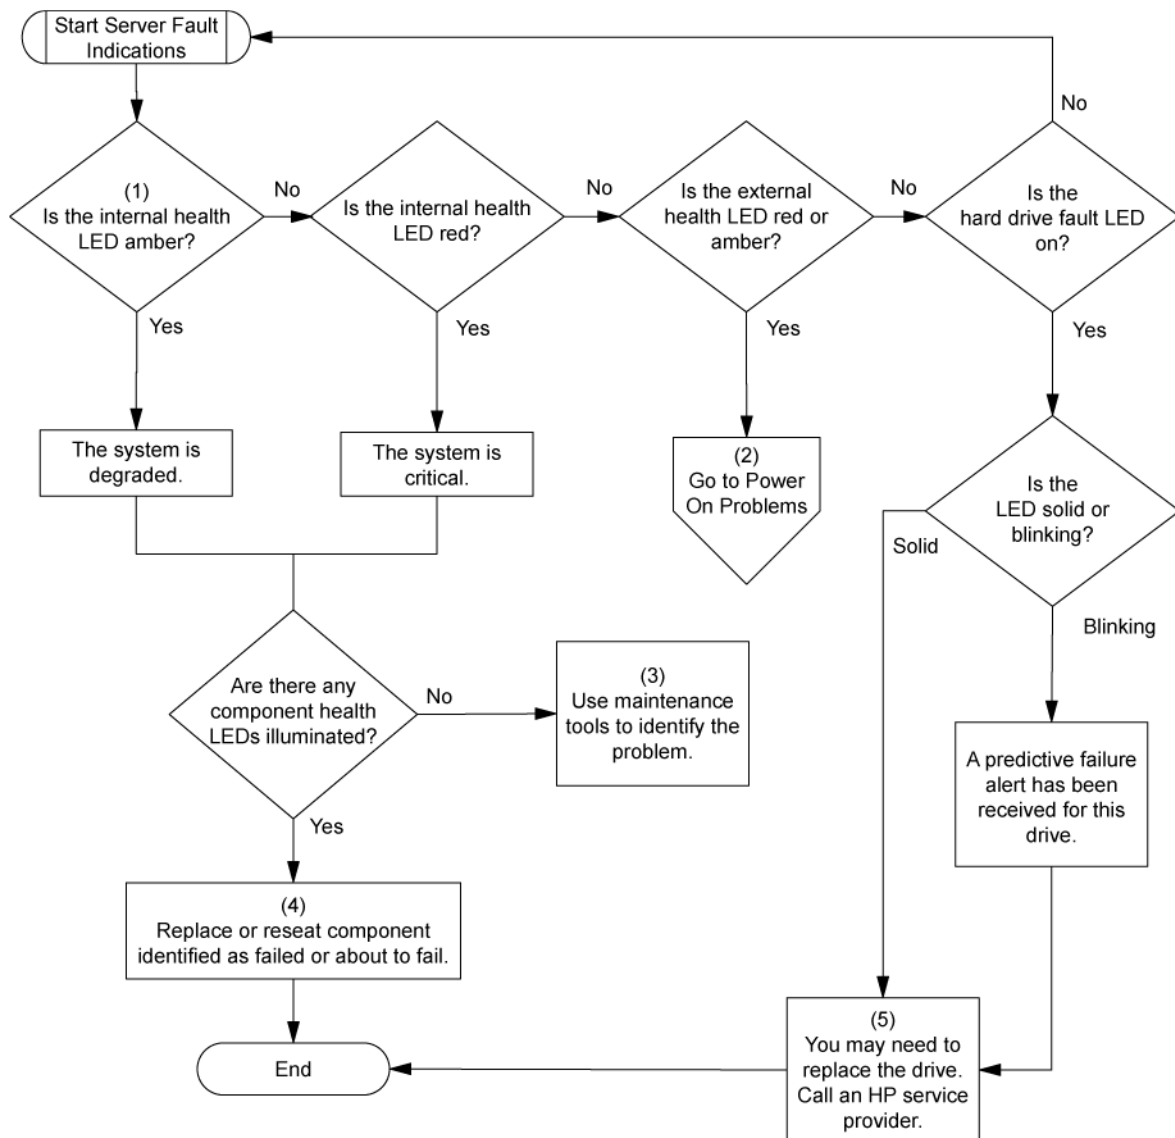 Start Server Fault
Indications
No
(1)
Is the internal health
LED amber?
No
Is the internal health
LED red?
No
Is the external
health LED red or
amber?
No
Is the
hard drive fault LED
on?
Yes
Yes
Yes
Yes
The system is
degraded.
The system is
critical.
(2)
Go to Power
On Problems
Is the
LED solid or
blinking?
Solid
Blinking
Are there any
component health
LEDs illuminated?
No
(3)
Use maintenance
tools to identify the
problem.
A predictive failure
alert has been
received for this
drive.
Yes
(4)
Replace or reseat component
identified as failed or about to fail.
(5)
You may need to
replace the drive.
Call an HP service
provider.
End